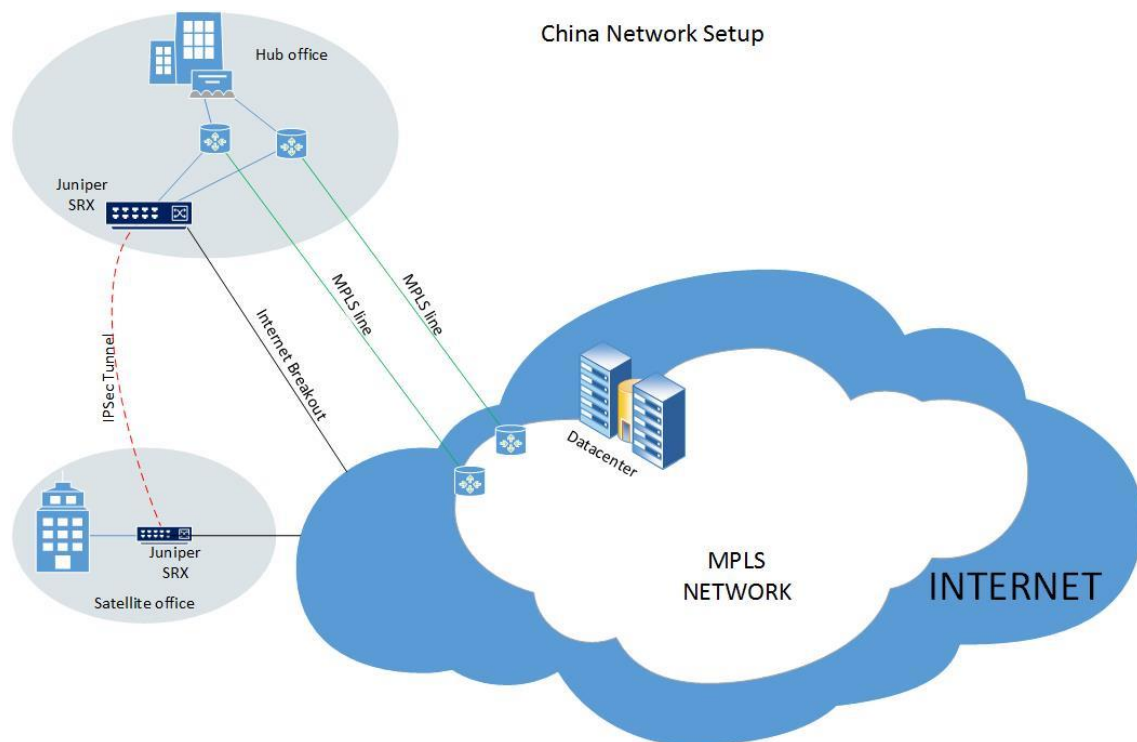 China Network Setup
Hub office
Juniper
SRX
MPLS line
MPLS line
Internet Breakout
IPSec Tunnel
Datacenter
Juniper
SRX
Satellite office
MPLS
NETWORK
INTERNET